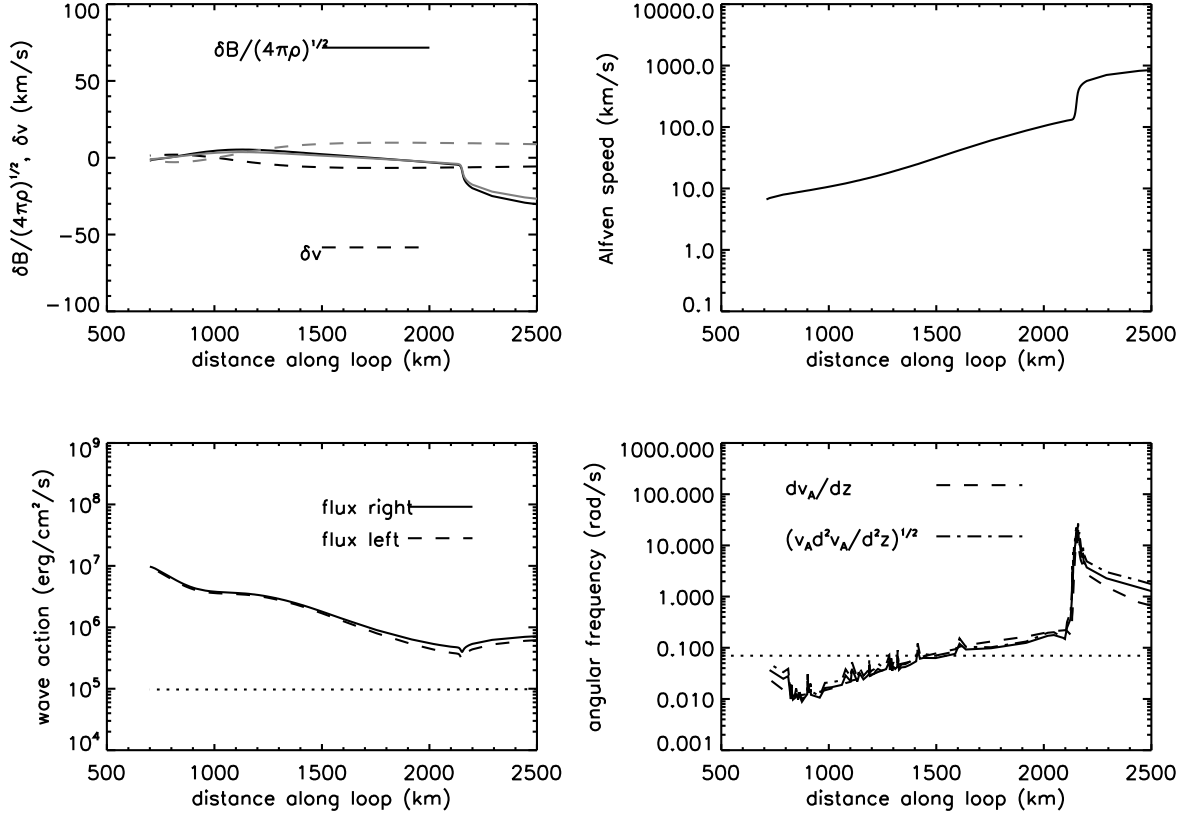 100
50
0
−50
−100
δB/(4πρ)^1/2, δv (km/s)
δB/(4πρ)^1/2
δv
500 1000 1500 2000 2500
distance along loop (km)
10000.0
1000.0
100.0
10.0
1.0
0.1
Alfven speed (km/s)
500 1000 1500 2000 2500
distance along loop (km)
10^9
10^8
10^7
10^6
10^5
10^4
wave action (erg/cm²/s)
flux right
flux left
500 1000 1500 2000 2500
distance along loop (km)
1000.000
100.000
10.000
1.000
0.100
0.010
0.001
angular frequency (rad/s)
dv_A/dz
(v_A d²v_A/d²z)^1/2
500 1000 1500 2000 2500
distance along loop (km)